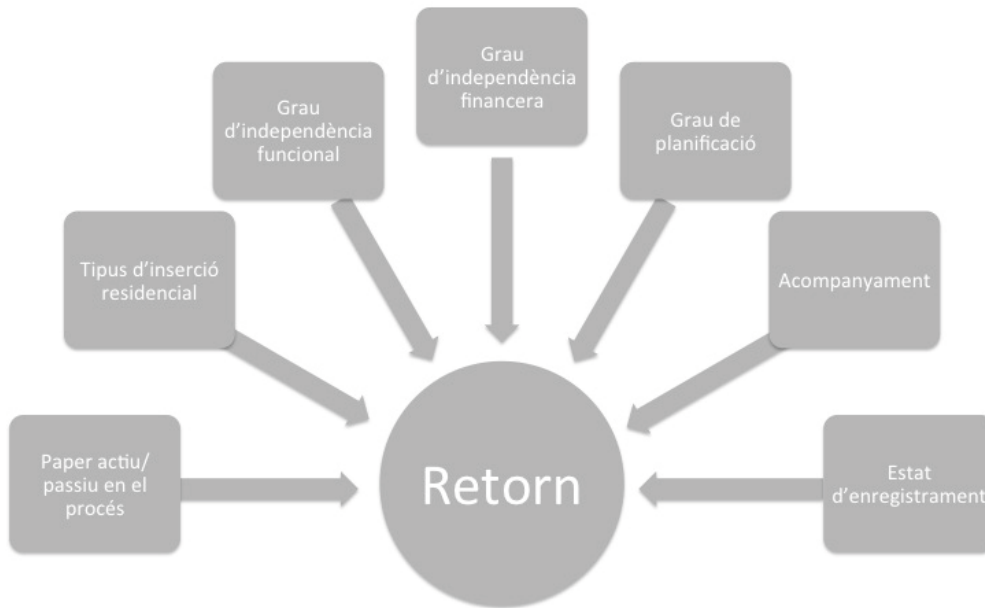 Paper actiu/
passiu en el
procés
Tipus d'inserció
residencial
Grau
d'independència
funcional
Grau
d'independència
financera
Grau de
planificació
Acompanyament
Estat
d'enregistrament
Retorn